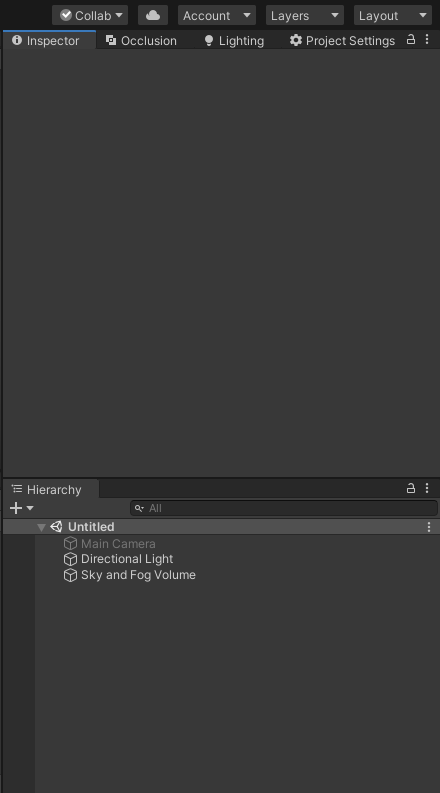 Collab Account Layers Layout
Inspector Occlusion Lighting Project Settings
Hierarchy
All
Untitled
Main Camera
Directional Light
Sky and Fog Volume